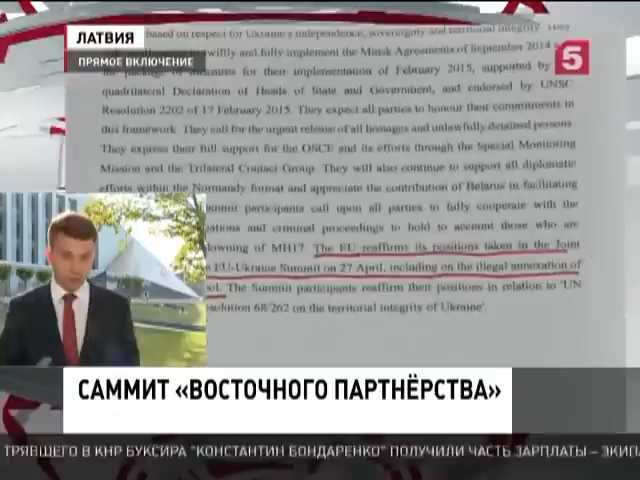 ЛАТВИЯ
ПРЯМОЕ ВКЛЮЧЕНИЕ
5
based on respect for Ukraine's independence, sovereignty and territorial integrity. They
swiftly and fully implement the Minsk Agreements of September 2014
the package of measures for their implementation of February 2015, supported by
quadrilateral Declaration of Heads of State and Government, and endorsed by UNSC
Resolution 2202 of 17 February 2015. They expect all parties to honour their commitments in
this framework. They call for the urgent release of all hostages and unlawfully detained persons
They express their full support for the OSCE and its efforts through the Special Monitoring
Mission and the Trilateral Contact Group. They will also continue to support all diplomatic
efforts within the Normandy format and appreciate the contribution of Belarus in facilitating
ummit participants call upon all parties to fully cooperate with the
ations and criminal proceedings to hold to account those who are
downing of MH17. The EU reaffirms its positions taken in the Joint
e EU-Ukraine Summit on 27 April, including on the illegal annexation of
ol. The Summit participants reaffirm their positions in relation to 'UN
solution 68/262 on the territorial integrity of Ukraine'.
САММИТ «ВОСТОЧНОГО ПАРТНЁРСТВА»
ТРЯВШЕГО В КНР БУКСИРА "КОНСТАНТИН БОНДАРЕНКО" ПОЛУЧИЛИ ЧАСТЬ ЗАРПЛАТЫ – ЭКИПА